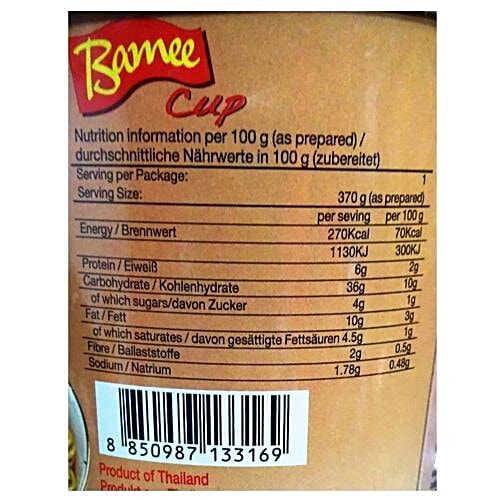 Bamee
Cup
Nutrition information per 100 g (as prepared) /
durchschnittliche Nährwerte in 100 g (zubereitet)
Serving per Package: 1
Serving Size: 370 g (as prepared)
per seving per 100 g
Energy / Brennwert 270Kcal 70Kcal
1130KJ 300KJ
Protein / Eiweiß 6g 2g
Carbohydrate / Kohlenhydrate 36g 10g
of which sugars/davon Zucker 4g 1g
Fat / Fett 10g 3g
of which saturates / davon gesättigte Fettsäuren 4.5g 1g
Fibre / Ballaststoffe 2g 0.5g
Sodium / Natrium 1.78g 0.48g
8 850987 133169
Product of Thailand